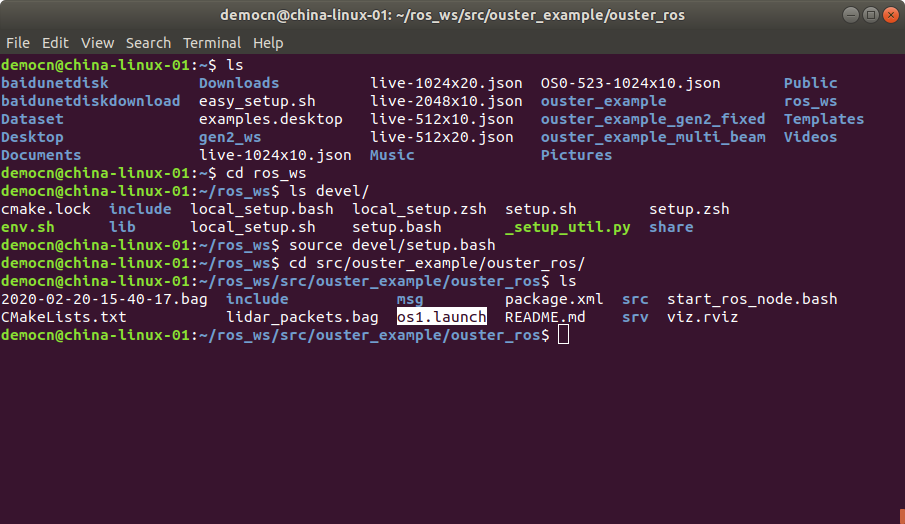 democn@china-linux-01: ~/ros_ws/src/ouster_example/ouster_ros
File Edit View Search Terminal Help
democn@china-linux-01:~$ ls
baidunetdisk Downloads live-1024x20.json OS0-523-1024x10.json Public
baidunetdiskdownload easy_setup.sh live-2048x10.json ouster_example ros_ws
Dataset examples.desktop live-512x10.json ouster_example_gen2_fixed Templates
Desktop gen2_ws live-512x20.json ouster_example_multi_beam Videos
Documents live-1024x10.json Music Pictures
democn@china-linux-01:~$ cd ros_ws
democn@china-linux-01:~/ros_ws$ ls devel/
cmake.lock include local_setup.bash local_setup.zsh setup.sh setup.zsh
env.sh lib local_setup.sh setup.bash _setup_util.py share
democn@china-linux-01:~/ros_ws$ source devel/setup.bash
democn@china-linux-01:~/ros_ws$ cd src/ouster_example/ouster_ros/
democn@china-linux-01:~/ros_ws/src/ouster_example/ouster_ros$ ls
2020-02-20-15-40-17.bag include msg package.xml src start_ros_node.bash
CMakeLists.txt lidar_packets.bag os1.launch README.md srv viz.rviz
democn@china-linux-01:~/ros_ws/src/ouster_example/ouster_ros$